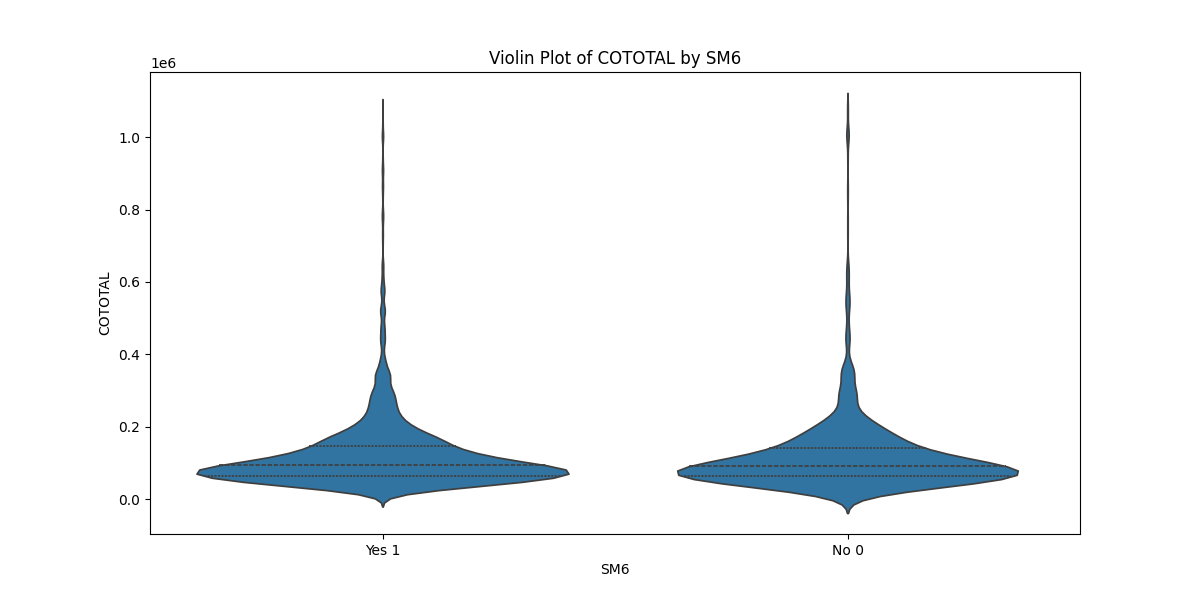 Violin Plot of COTOTAL by SM6
1e6
1.0
0.8
0.6
0.4
0.2
0.0
COTOTAL
Yes 1
No 0
SM6